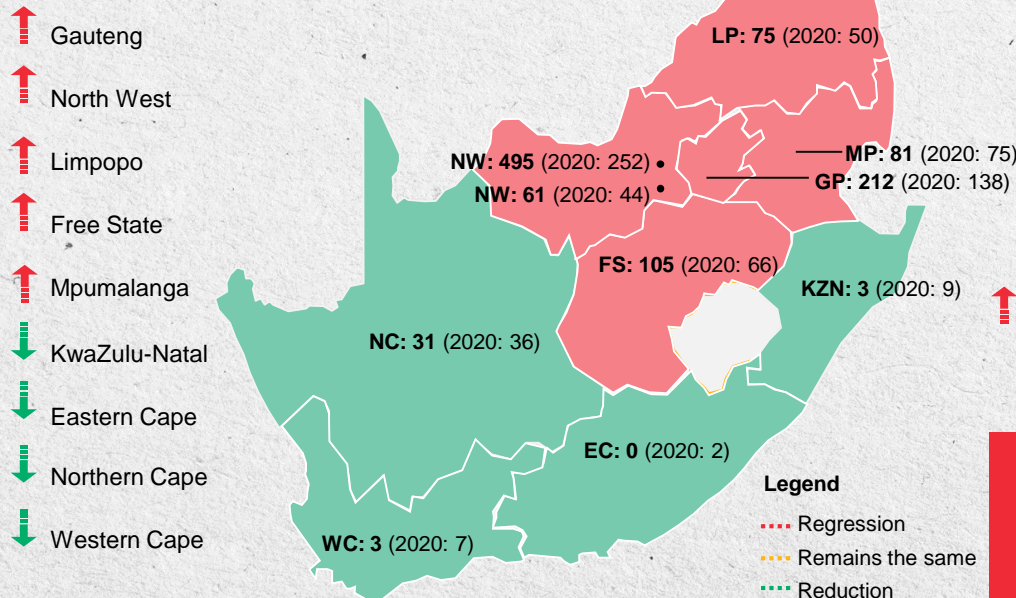 Gauteng
North West
Limpopo
Free State
Mpumalanga
KwaZulu-Natal
Eastern Cape
Northern Cape
Western Cape
LP: 75 (2020: 50)
NW: 495 (2020: 252)
NW: 61 (2020: 44)
MP: 81 (2020: 75)
GP: 212 (2020: 138)
FS: 105 (2020: 66)
KZN: 3 (2020: 9)
NC: 31 (2020: 36)
EC: 0 (2020: 2)
WC: 3 (2020: 7)
Legend
Regression
Remains the same
Reduction